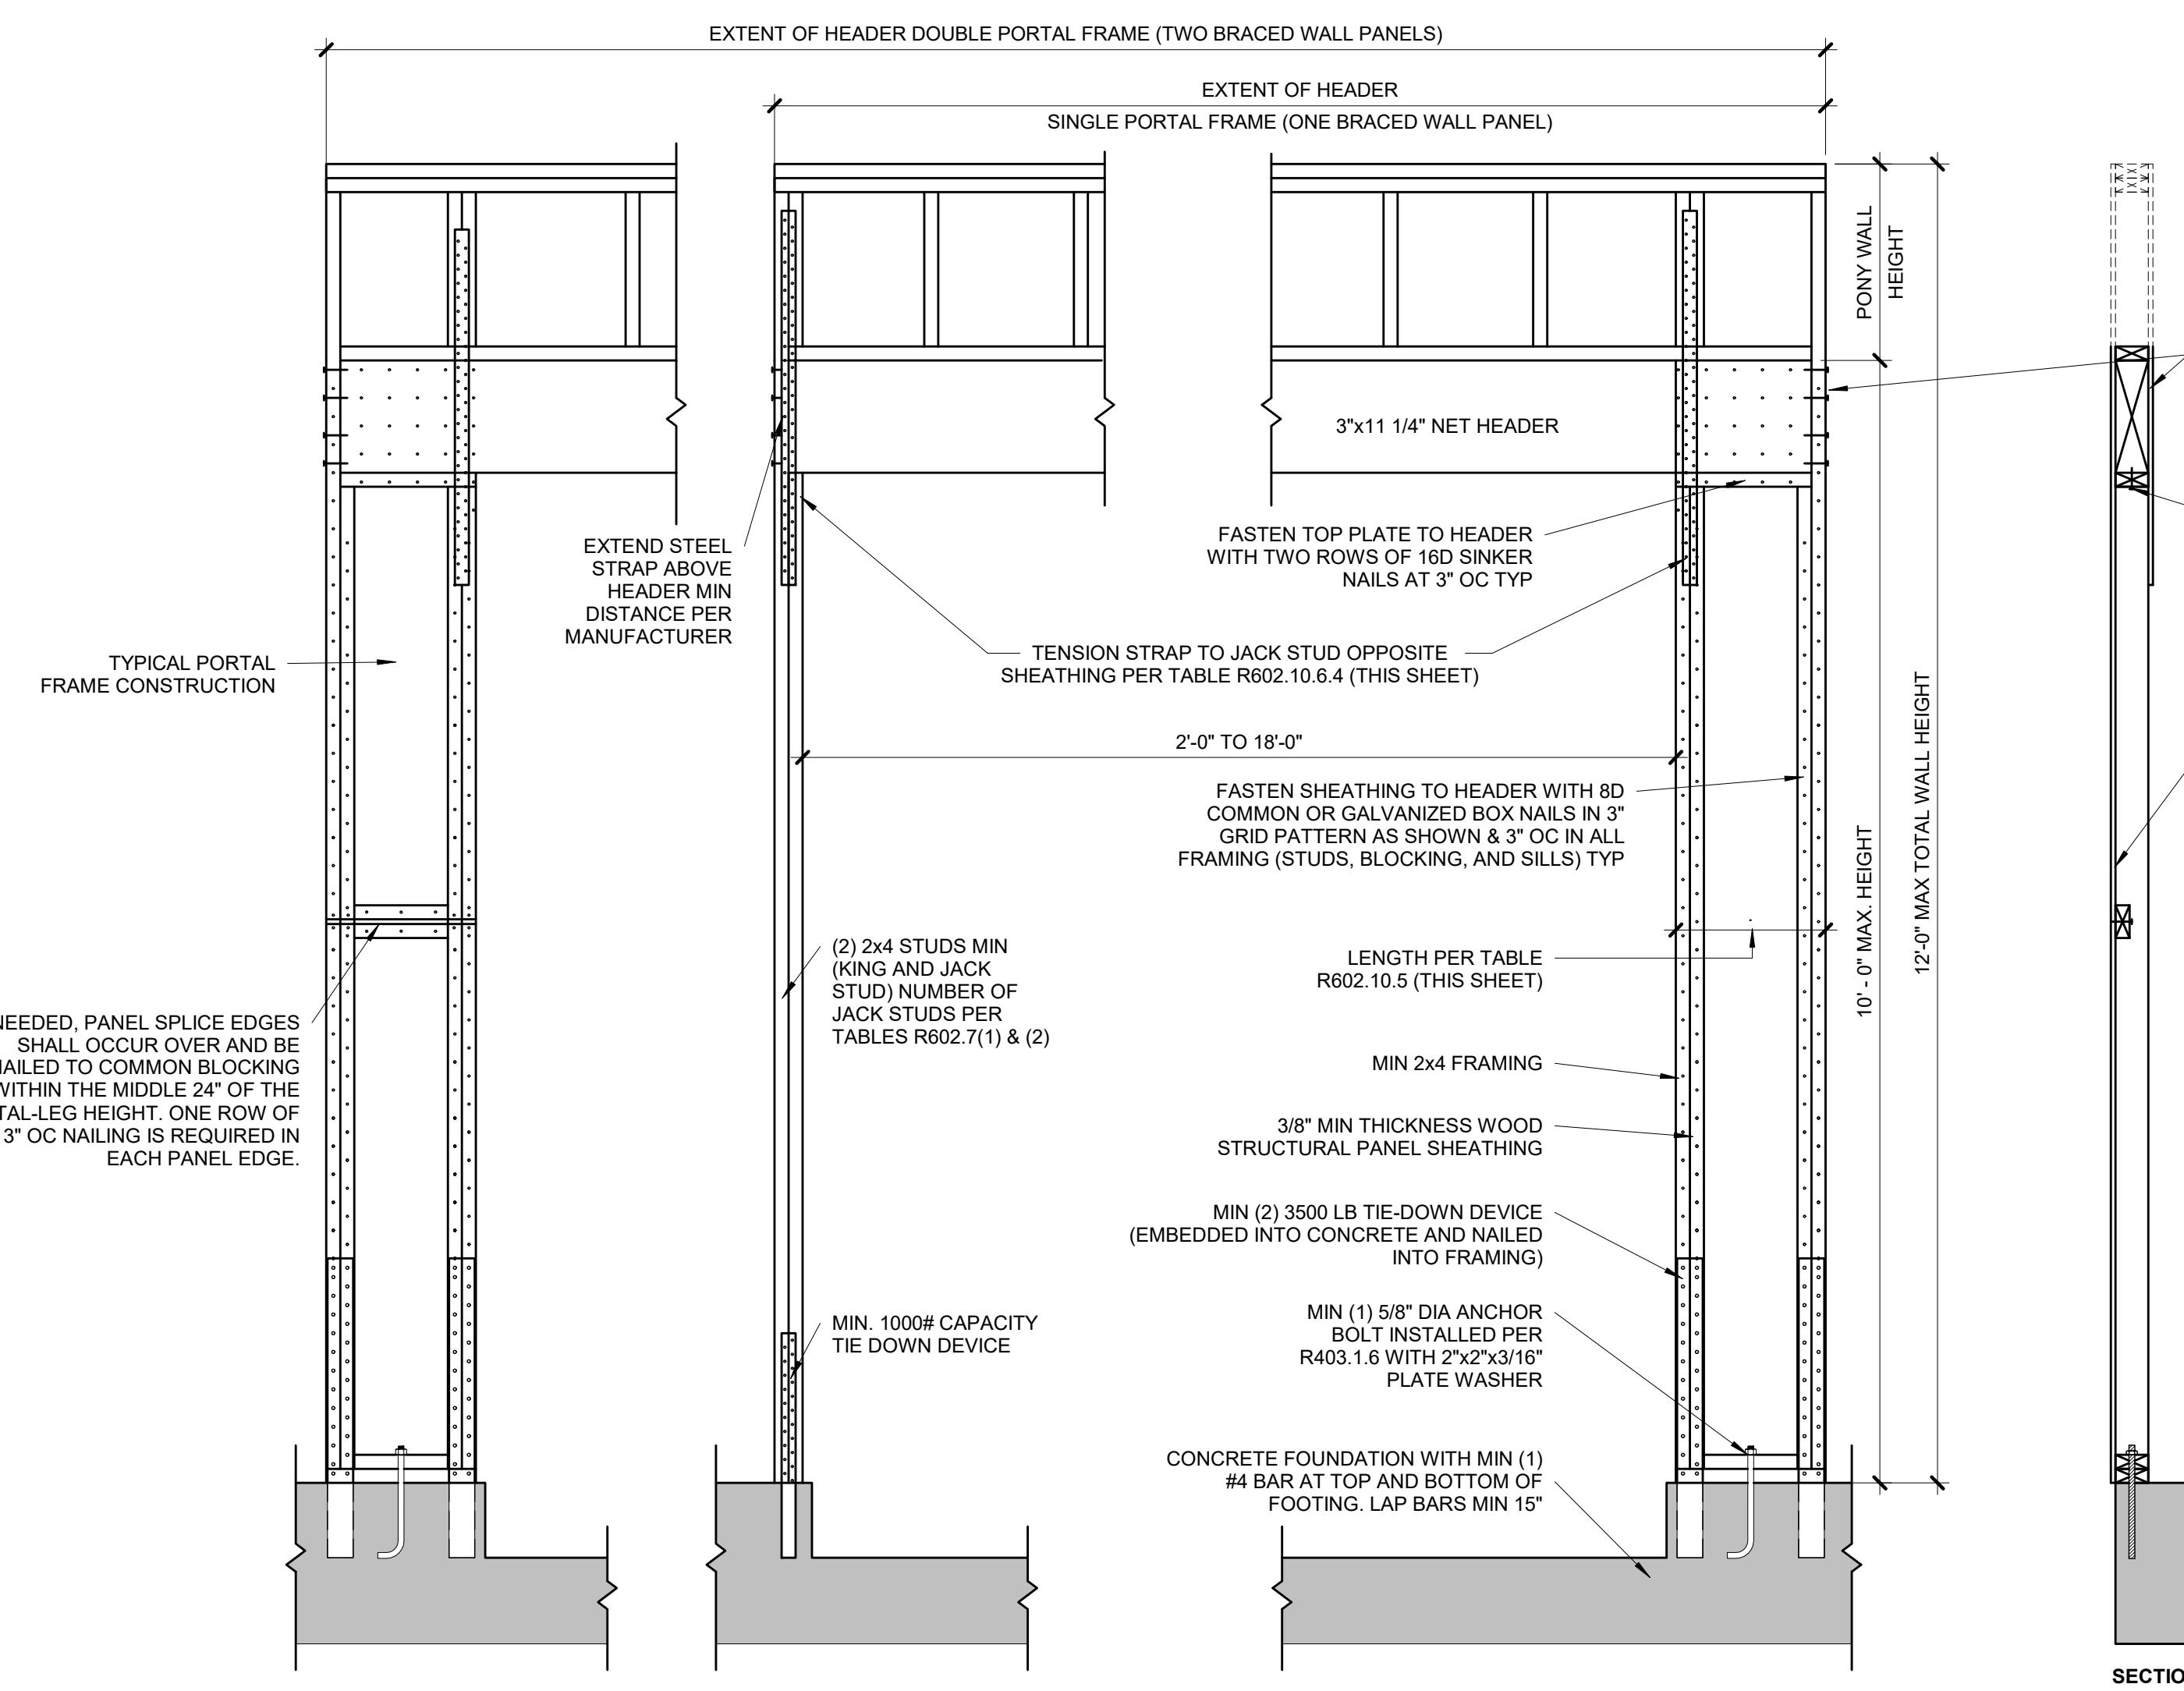 EXTENT OF HEADER DOUBLE PORTAL FRAME (TWO BRACED WALL PANELS)
EXTENT OF HEADER
SINGLE PORTAL FRAME (ONE BRACED WALL PANEL)
PONY WALL
HEIGHT
3"x11 1/4" NET HEADER
EXTEND STEEL
STRAP ABOVE
HEADER MIN
DISTANCE PER
MANUFACTURER
FASTEN TOP PLATE TO HEADER
WITH TWO ROWS OF 16D SINKER
NAILS AT 3" OC TYP
TYPICAL PORTAL
FRAME CONSTRUCTION
TENSION STRAP TO JACK STUD OPPOSITE
SHEATHING PER TABLE R602.10.6.4 (THIS SHEET)
2'-0" TO 18'-0"
FASTEN SHEATHING TO HEADER WITH 8D
COMMON OR GALVANIZED BOX NAILS IN 3"
GRID PATTERN AS SHOWN & 3" OC IN ALL
FRAMING (STUDS, BLOCKING, AND SILLS) TYP
10' - 0" MAX. HEIGHT
12'-0" MAX TOTAL WALL HEIGHT
(2) 2x4 STUDS MIN
(KING AND JACK
STUD) NUMBER OF
JACK STUDS PER
TABLES R602.7(1) & (2)
LENGTH PER TABLE
R602.10.5 (THIS SHEET)
NEEDED, PANEL SPLICE EDGES
SHALL OCCUR OVER AND BE
NAILED TO COMMON BLOCKING
WITHIN THE MIDDLE 24" OF THE
TAL-LEG HEIGHT. ONE ROW OF
3" OC NAILING IS REQUIRED IN
EACH PANEL EDGE.
MIN 2x4 FRAMING
3/8" MIN THICKNESS WOOD
STRUCTURAL PANEL SHEATHING
MIN (2) 3500 LB TIE-DOWN DEVICE
(EMBEDDED INTO CONCRETE AND NAILED
INTO FRAMING)
MIN. 1000# CAPACITY
TIE DOWN DEVICE
MIN (1) 5/8" DIA ANCHOR
BOLT INSTALLED PER
R403.1.6 WITH 2"x2"x3/16"
PLATE WASHER
CONCRETE FOUNDATION WITH MIN (1)
#4 BAR AT TOP AND BOTTOM OF
FOOTING. LAP BARS MIN 15"
SECTIO